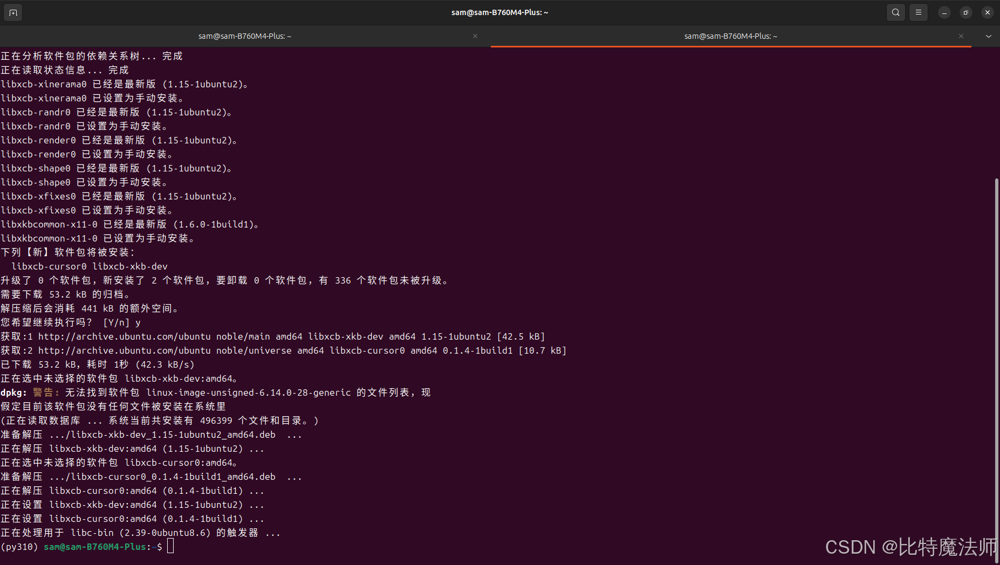 sam@sam-B760M4-Plus: ~
sam@sam-B760M4-Plus: ~
sam@sam-B760M4-Plus: ~
正在分析软件包的依赖关系树... 完成
正在读取状态信息... 完成
libxcb-xinerama0 已经是最新版 (1.15-1ubuntu2)。
libxcb-xinerama0 已设置为手动安装。
libxcb-randr0 已经是最新版 (1.15-1ubuntu2)。
libxcb-randr0 已设置为手动安装。
libxcb-render0 已经是最新版 (1.15-1ubuntu2)。
libxcb-render0 已设置为手动安装。
libxcb-shape0 已经是最新版 (1.15-1ubuntu2)。
libxcb-shape0 已设置为手动安装。
libxcb-xfixes0 已经是最新版 (1.15-1ubuntu2)。
libxcb-xfixes0 已设置为手动安装。
libxkbcommon-x11-0 已经是最新版 (1.6.0-1build1)。
libxkbcommon-x11-0 已设置为手动安装。
下列【新】软件包将被安装：
  libxcb-cursor0 libxcb-xkb-dev
升级了 0 个软件包，新安装了 2 个软件包，要卸载 0 个软件包，有 336 个软件包未被升级。
需要下载 53.2 kB 的归档。
解压缩后会消耗 441 kB 的额外空间。
您希望继续执行吗？ [Y/n] y
获取:1 http://archive.ubuntu.com/ubuntu noble/main amd64 libxcb-xkb-dev amd64 1.15-1ubuntu2 [42.5 kB]
获取:2 http://archive.ubuntu.com/ubuntu noble/universe amd64 libxcb-cursor0 amd64 0.1.4-1build1 [10.7 kB]
已下载 53.2 kB，耗时 1秒 (42.3 kB/s)
正在选中未选择的软件包 libxcb-xkb-dev:amd64。
dpkg: 警告: 无法找到软件包 linux-image-unsigned-6.14.0-28-generic 的文件列表，现
假定目前该软件包没有任何文件被安装在系统里
(正在读取数据库 ... 系统当前共安装有 496399 个文件和目录。)
准备解压 .../libxcb-xkb-dev_1.15-1ubuntu2_amd64.deb  ...
正在解压 libxcb-xkb-dev:amd64 (1.15-1ubuntu2) ...
正在选中未选择的软件包 libxcb-cursor0:amd64。
准备解压 .../libxcb-cursor0_0.1.4-1build1_amd64.deb  ...
正在解压 libxcb-cursor0:amd64 (0.1.4-1build1) ...
正在设置 libxcb-xkb-dev:amd64 (1.15-1ubuntu2) ...
正在设置 libxcb-cursor0:amd64 (0.1.4-1build1) ...
正在处理用于 libc-bin (2.39-0ubuntu8.6) 的触发器 ...
(py310) sam@sam-B760M4-Plus:~$
CSDN @比特魔法师